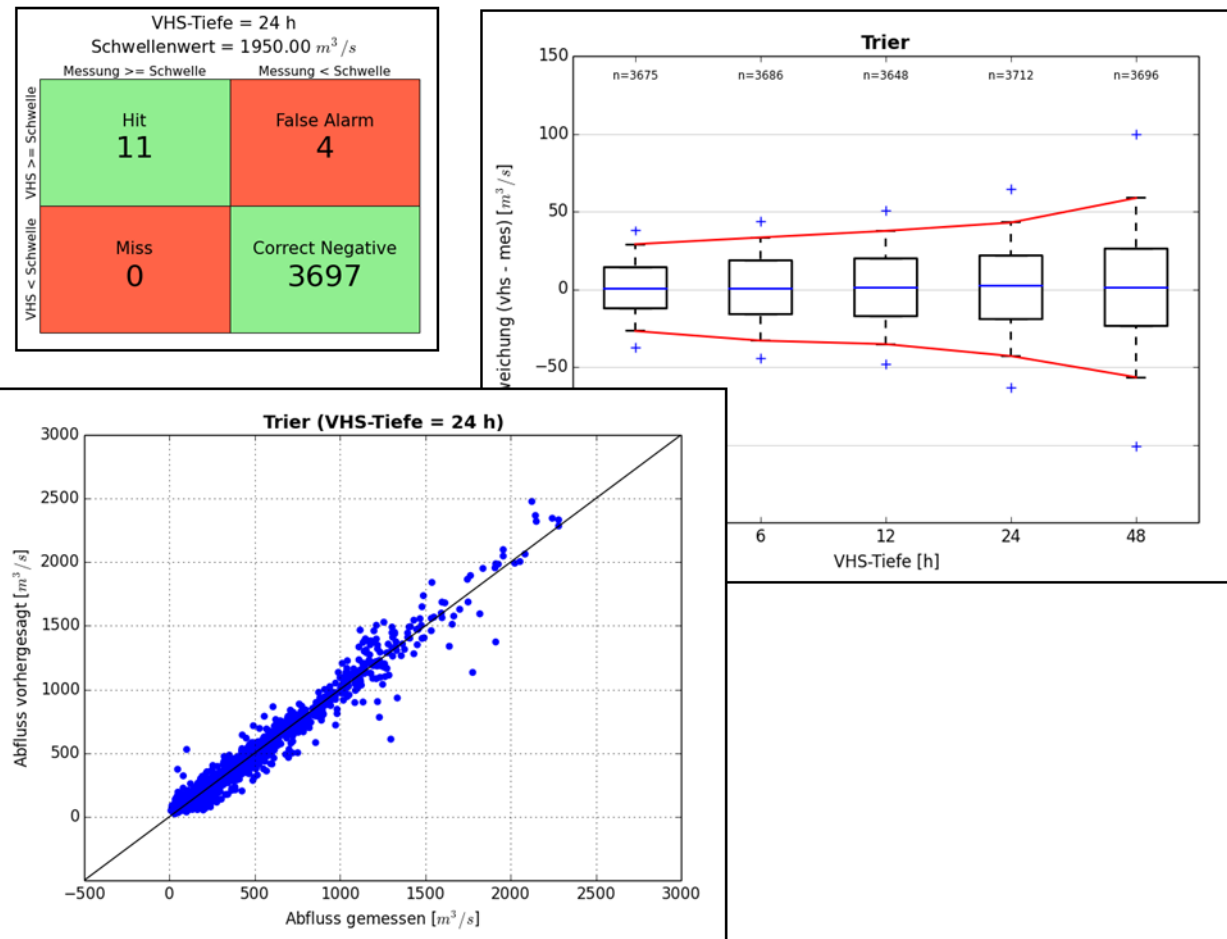 VHS-Tiefe = 24 h
Schwellenwert = 1950.00 m³/s
Messung >= Schwelle
Messung < Schwelle
VHS >= Schwelle
Hit
11
False Alarm
4
VHS < Schwelle
Miss
0
Correct Negative
3697
Trier
n=3675
n=3686
n=3648
n=3712
n=3696
150
100
50
0
−50
(vhs - mes) [m³/s]
6
12
24
48
VHS-Tiefe [h]
Trier (VHS-Tiefe = 24 h)
3000
2500
2000
1500
1000
500
0
Abfluss vorhergesagt [m³/s]
−500
0
500
1000
1500
2000
2500
3000
Abfluss gemessen [m³/s]